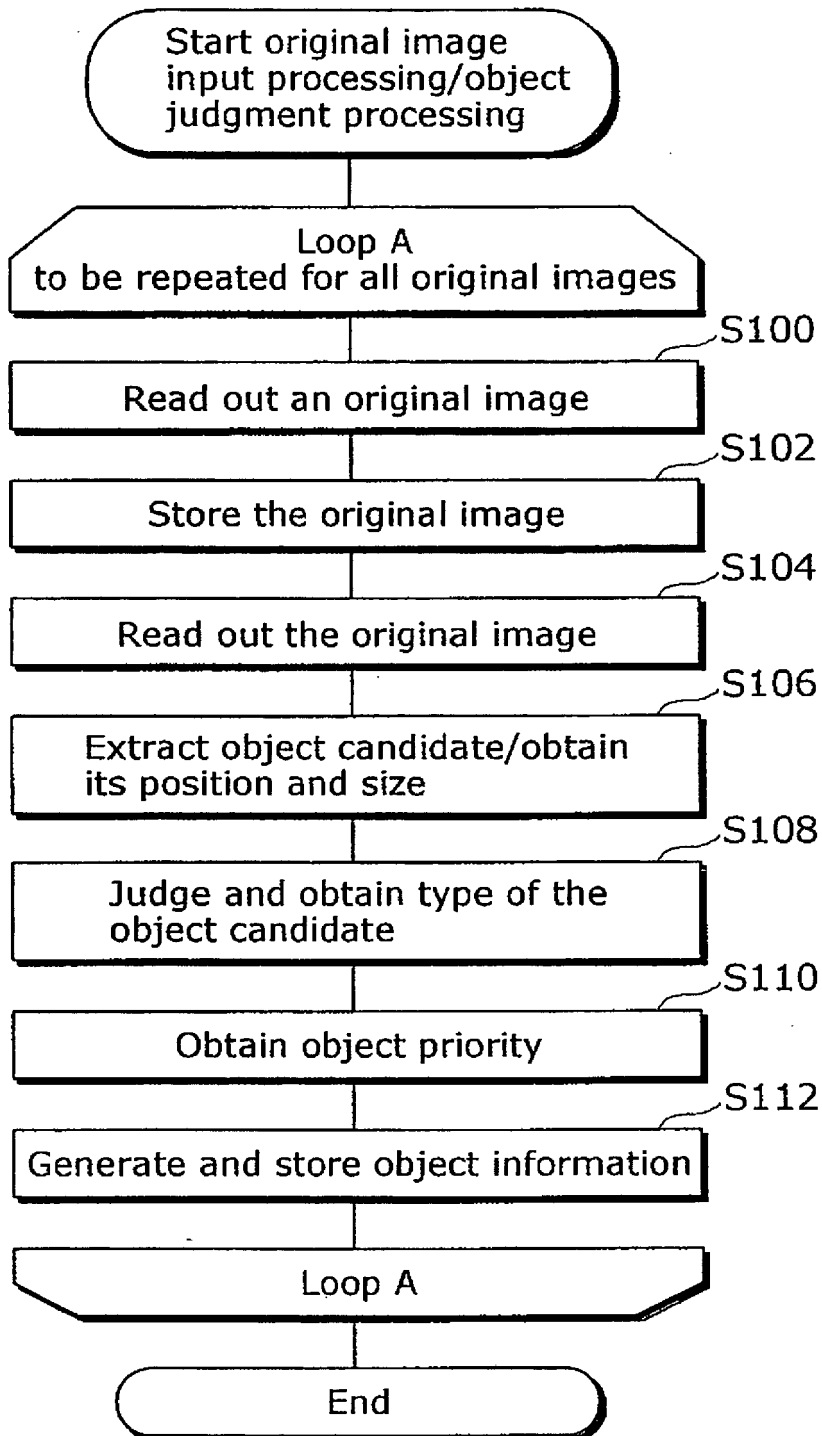 Start original image
input processing/object
judgment processing
Loop A
to be repeated for all original images
S100
Read out an original image
S102
Store the original image
S104
Read out the original image
S106
Extract object candidate/obtain
its position and size
S108
Judge and obtain type of the
object candidate
S110
Obtain object priority
S112
Generate and store object information
Loop A
End